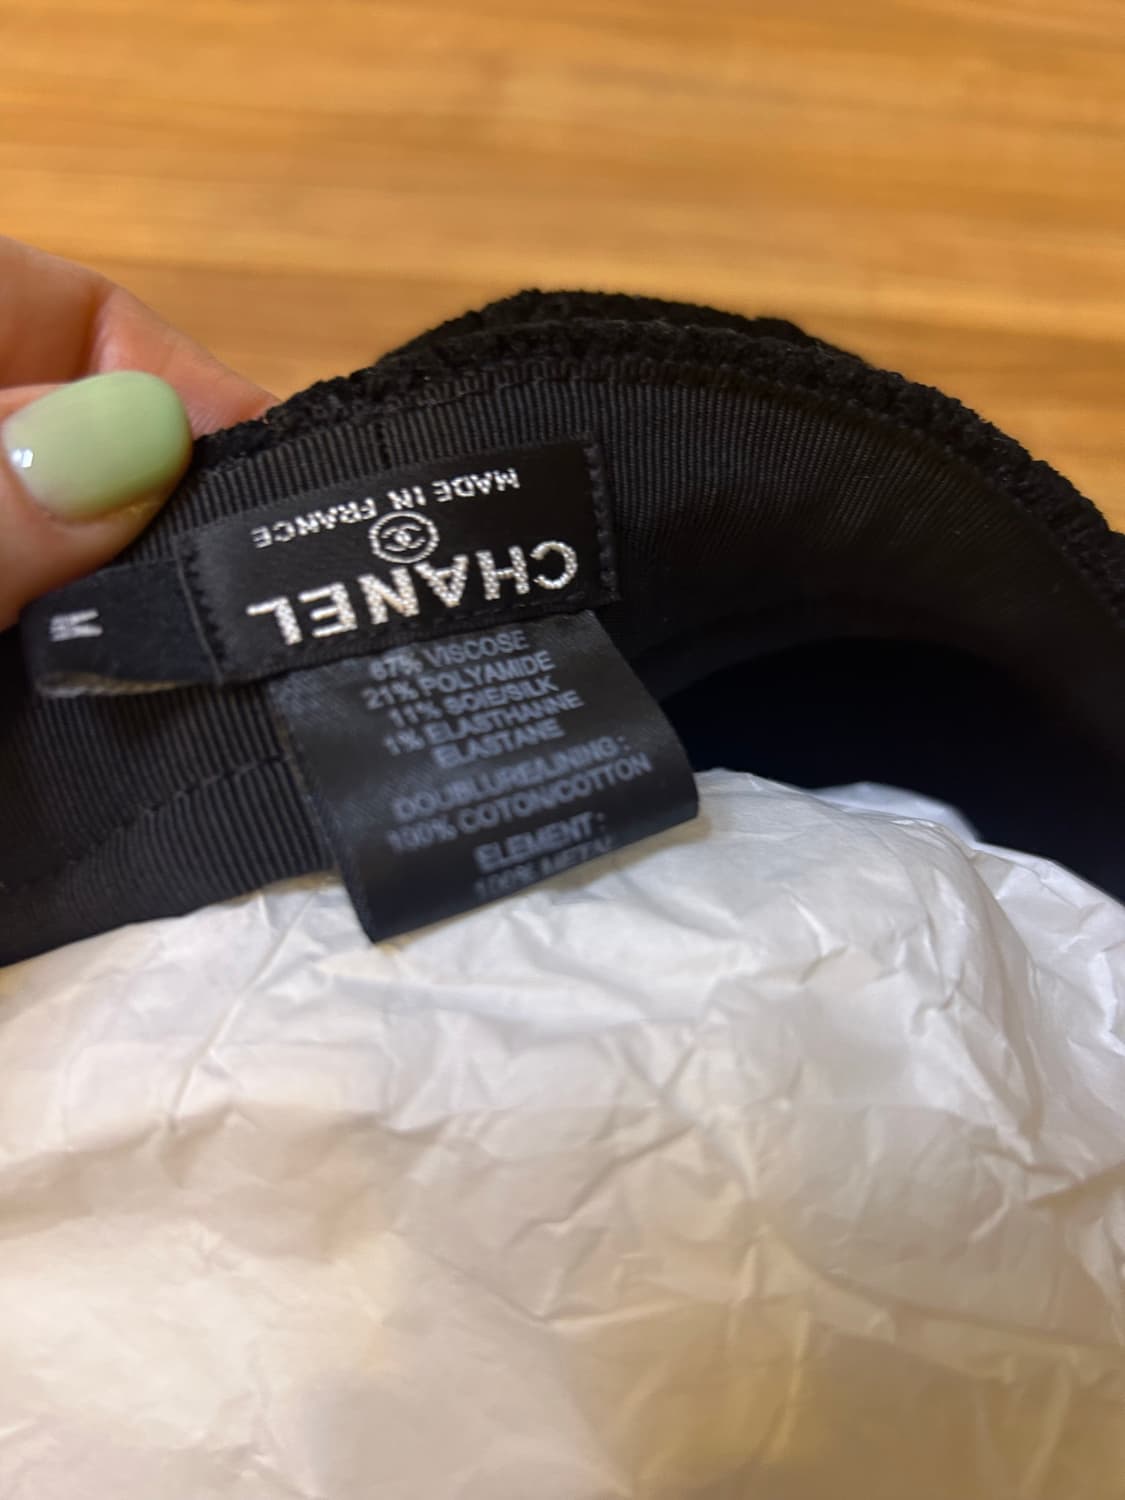 CHANEL
MADE IN FRANCE
M
67% VISCOSE
21% POLYAMIDE
11% SOIE/SILK
1% ELASTHANNE
ELASTANE
DOUBLURE/LINING :
100% COTON/COTTON
ELEMENT :
100%